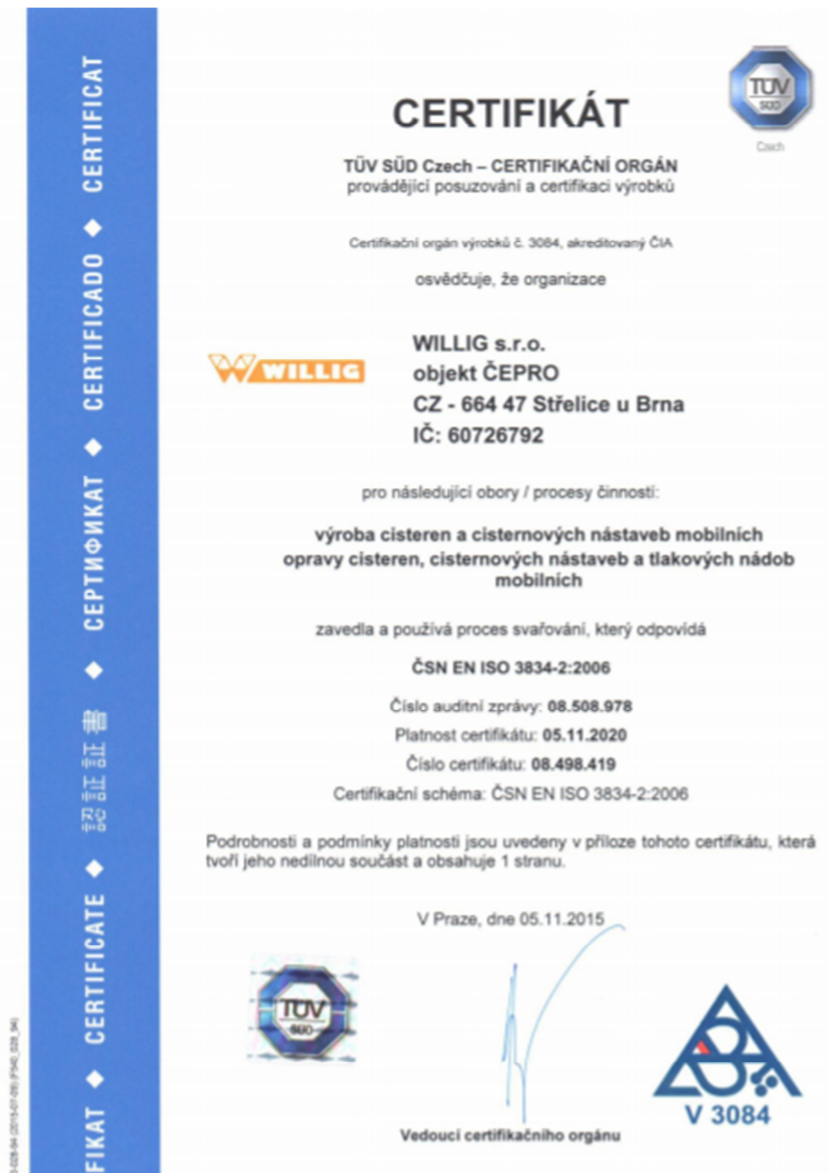 CERTIFIKÁT
TÜV SÜD
Czech
TÜV SÜD Czech – CERTIFIKAČNÍ ORGÁN
provádějící posuzování a certifikaci výrobků
Certifikační orgán výrobků č. 3084, akreditovaný ČIA
osvědčuje, že organizace
WILLIG
WILLIG s.r.o.
objekt ČEPRO
CZ - 664 47 Střelice u Brna
IČ: 60726792
pro následující obory / procesy činností:
výroba cisteren a cisternových nástaveb mobilních
opravy cisteren, cisternových nástaveb a tlakových nádob
mobilních
zavedla a používá proces svařování, který odpovídá
ČSN EN ISO 3834-2:2006
Číslo auditní zprávy: 08.508.978
Platnost certifikátu: 05.11.2020
Číslo certifikátu: 08.498.419
Certifikační schéma: ČSN EN ISO 3834-2:2006
Podrobnosti a podmínky platnosti jsou uvedeny v příloze tohoto certifikátu, která
tvoří jeho nedílnou součást a obsahuje 1 stranu.
V Praze, dne 05.11.2015
TÜV
SÜD
V 3084
Vedoucí certifikačního orgánu
FIKAT ◆ CERTIFICATE ◆ 認証証書 ◆ СЕРТИФИКАТ ◆ CERTIFICADO ◆ CERTIFICAT